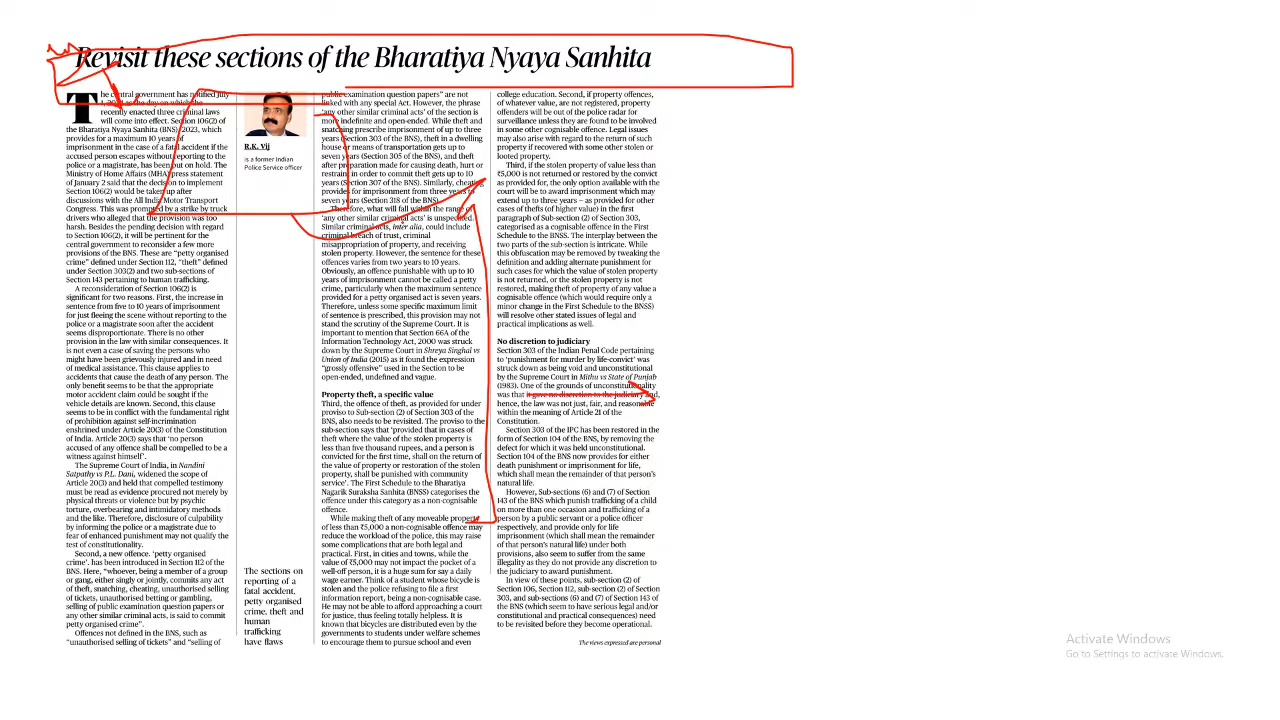 Revisit these sections of the Bharatiya Nyaya Sanhita
The central government has notified July
1, as the day on which the
recently enacted three criminal laws
will come into effect. Section 106(2) of
the Bharatiya Nyaya Sanhita (BNS), 2023, which
provides for a maximum 10 years of
imprisonment in the case of a fatal accident if the
accused person escapes without reporting to the
police or a magistrate, has been put on hold. The
Ministry of Home Affairs (MHA) press statement
of January 2 said that the decision to implement
Section 106(2) would be taken up after
discussions with the All India Motor Transport
Congress. This was prompted by a strike by truck
drivers who alleged that the provision was too
harsh. Besides the pending decision with regard
to Section 106(2), it will be pertinent for the
central government to reconsider a few more
provisions of the BNS. These are “petty organised
crime” defined under Section 112, “theft” defined
under Section 303(2) and two sub-sections of
Section 143 pertaining to human trafficking.
A reconsideration of Section 106(2) is
significant for two reasons. First, the increase in
sentence from five to 10 years of imprisonment
for just fleeing the scene without reporting to the
police or a magistrate soon after the accident
seems disproportionate. There is no other
provision in the law with similar consequences. It
is not even a case of saving the persons who
might have been grievously injured and in need
of medical assistance. This clause applies to
accidents that cause the death of any person. The
only benefit seems to be that the appropriate
motor accident claim could be sought if the
vehicle details are known. Second, this clause
seems to be in conflict with the fundamental right
of prohibition against self-incrimination
enshrined under Article 20(3) of the Constitution
of India. Article 20(3) says that ‘no person
accused of any offence shall be compelled to be a
witness against himself’.
The Supreme Court of India, in Nandini
Satpathy vs P.L. Dani, widened the scope of
Article 20(3) and held that compelled testimony
must be read as evidence procured not merely by
physical threats or violence but by psychic
torture, overbearing and intimidatory methods
and the like. Therefore, disclosure of culpability
by informing the police or a magistrate due to
fear of enhanced punishment may not qualify the
test of constitutionality.
Second, a new offence. ‘petty organised
crime’. has been introduced in Section 112 of the
BNS. Here, “whoever, being a member of a group
or gang, either singly or jointly, commits any act
of theft, snatching, cheating, unauthorised selling
of tickets, unauthorised betting or gambling,
selling of public examination question papers or
any other similar criminal acts, is said to commit
petty organised crime”.
Offences not defined in the BNS, such as
“unauthorised selling of tickets” and “selling of
R.K. Vij
is a former Indian
Police Service officer
The sections on
reporting of a
fatal accident,
petty organised
crime, theft and
human
trafficking
have flaws
public examination question papers” are not
linked with any special Act. However, the phrase
‘any other similar criminal acts’ of the section is
more indefinite and open-ended. While theft and
snatching prescribe imprisonment of up to three
years (Section 303 of the BNS), theft in a dwelling
house or means of transportation gets up to
seven years (Section 305 of the BNS), and theft
after preparation made for causing death, hurt or
restraint in order to commit theft gets up to 10
years (Section 307 of the BNS). Similarly, cheating
provides for imprisonment from three years to
seven years (Section 318 of the BNS).
Therefore, what will fall within the range of
‘any other similar criminal acts’ is unspecified.
Similar criminal acts, inter alia, could include
criminal breach of trust, criminal
misappropriation of property, and receiving
stolen property. However, the sentence for these
offences varies from two years to 10 years.
Obviously, an offence punishable with up to 10
years of imprisonment cannot be called a petty
crime, particularly when the maximum sentence
provided for a petty organised act is seven years.
Therefore, unless some specific maximum limit
of sentence is prescribed, this provision may not
stand the scrutiny of the Supreme Court. It is
important to mention that Section 66A of the
Information Technology Act, 2000 was struck
down by the Supreme Court in Shreya Singhal vs
Union of India (2015) as it found the expression
“grossly offensive” used in the Section to be
open-ended, undefined and vague.
Property theft, a specific value
Third, the offence of theft, as provided for under
proviso to Sub-section (2) of Section 303 of the
BNS, also needs to be revisited. The proviso to the
sub-section says that ‘provided that in cases of
theft where the value of the stolen property is
less than five thousand rupees, and a person is
convicted for the first time, shall on the return of
the value of property or restoration of the stolen
property, shall be punished with community
service’. The First Schedule to the Bharatiya
Nagarik Suraksha Sanhita (BNSS) categorises the
offence under this category as a non-cognisable
offence.
While making theft of any moveable property
of less than ₹5,000 a non-cognisable offence may
reduce the workload of the police, this may raise
some complications that are both legal and
practical. First, in cities and towns, while the
value of ₹5,000 may not impact the pocket of a
well-off person, it is a huge sum for say a daily
wage earner. Think of a student whose bicycle is
stolen and the police refusing to file a first
information report, being a non-cognisable case.
He may not be able to afford approaching a court
for justice, thus feeling totally helpless. It is
known that bicycles are distributed even by the
governments to students under welfare schemes
to encourage them to pursue school and even
college education. Second, if property offences,
of whatever value, are not registered, property
offenders will be out of the police radar for
surveillance unless they are found to be involved
in some other cognisable offence. Legal issues
may also arise with regard to the return of such
property if recovered with some other stolen or
looted property.
Third, if the stolen property of value less than
₹5,000 is not returned or restored by the convict
as provided for, the only option available with the
court will be to award imprisonment which may
extend up to three years – as provided for other
cases of thefts (of higher value) in the first
paragraph of Sub-section (2) of Section 303,
categorised as a cognisable offence in the First
Schedule to the BNSS. The interplay between the
two parts of the sub-section is intricate. While
this obfuscation may be removed by tweaking the
definition and adding alternate punishment for
such cases for which the value of stolen property
is not returned, or the stolen property is not
restored, making theft of property of any value a
cognisable offence (which would require only a
minor change in the First Schedule to the BNSS)
will resolve other stated issues of legal and
practical implications as well.
No discretion to judiciary
Section 303 of the Indian Penal Code pertaining
to ‘punishment for murder by life-convict’ was
struck down as being void and unconstitutional
by the Supreme Court in Mithu vs State of Punjab
(1983). One of the grounds of unconstitutionality
was that it gave no discretion to the judiciary and,
hence, the law was not just, fair, and reasonable
within the meaning of Article 21 of the
Constitution.
Section 303 of the IPC has been restored in the
form of Section 104 of the BNS, by removing the
defect for which it was held unconstitutional.
Section 104 of the BNS now provides for either
death punishment or imprisonment for life,
which shall mean the remainder of that person’s
natural life.
However, Sub-sections (6) and (7) of Section
143 of the BNS which punish trafficking of a child
on more than one occasion and trafficking of a
person by a public servant or a police officer
respectively, and provide only for life
imprisonment (which shall mean the remainder
of that person’s natural life) under both
provisions, also seem to suffer from the same
illegality as they do not provide any discretion to
the judiciary to award punishment.
In view of these points, sub-section (2) of
Section 106, Section 112, sub-section (2) of Section
303, and sub-sections (6) and (7) of Section 143 of
the BNS (which seem to have serious legal and/or
constitutional and practical consequences) need
to be revisited before they become operational.
The views expressed are personal
Activate Windows
Go to Settings to activate Windows.